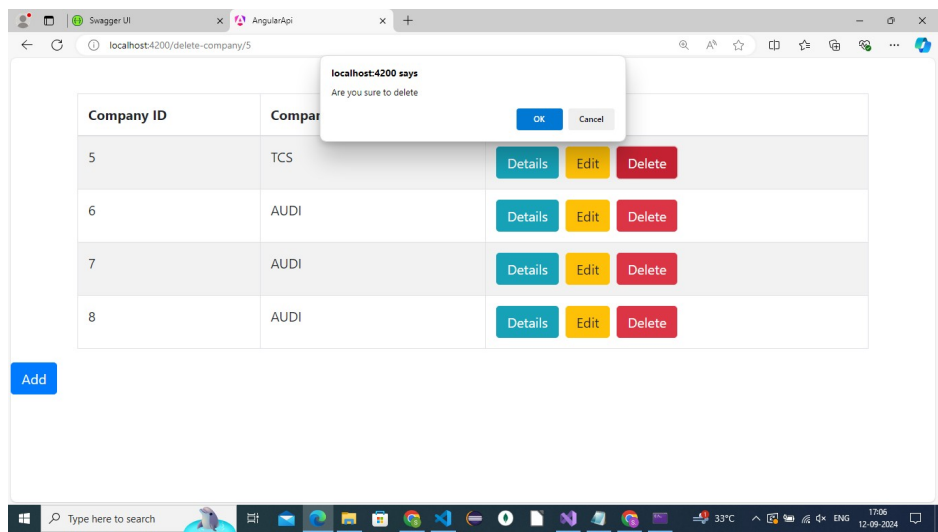 Swagger UI
AngularApi
localhost:4200/delete-company/5
localhost:4200 says
Are you sure to delete
OK Cancel
Company ID
Compan
5 TCS Details Edit Delete
6 AUDI Details Edit Delete
7 AUDI Details Edit Delete
8 AUDI Details Edit Delete
Add
Type here to search
33°C
ENG
17:06
12-09-2024